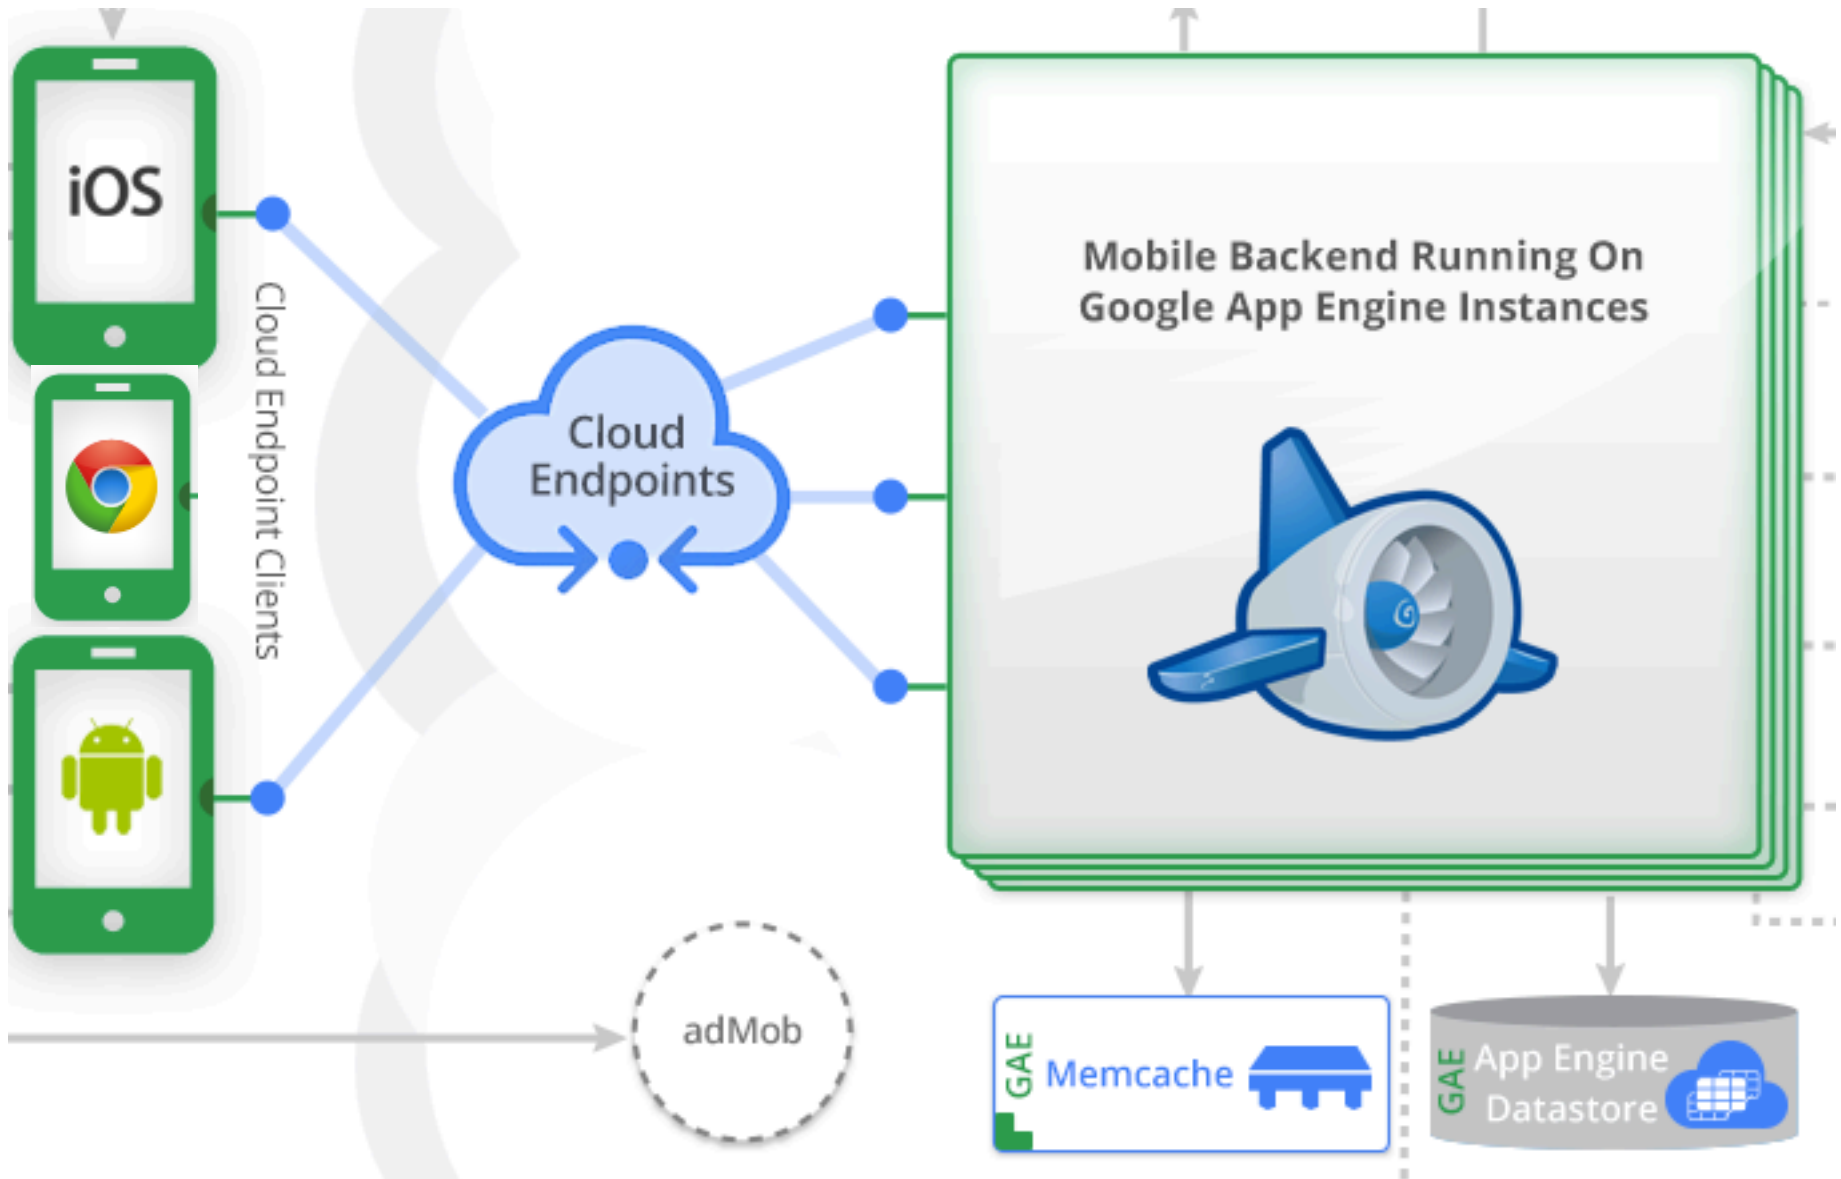 iOS
Cloud Endpoint Clients
Cloud
Endpoints
Mobile Backend Running On
Google App Engine Instances
adMob
GAE
Memcache
GAE
App Engine
Datastore